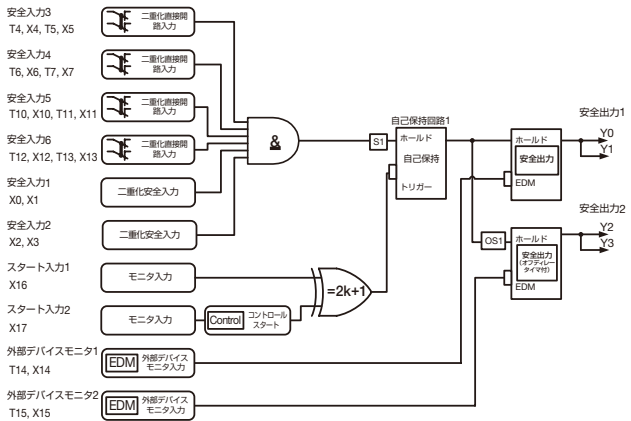 安全入力3
T4, X4, T5, X5
二重化直接開
路入力
安全入力4
T6, X6, T7, X7
二重化直接開
路入力
安全入力5
T10, X10, T11, X11
二重化直接開
路入力
安全入力6
T12, X12, T13, X13
二重化直接開
路入力
安全入力1
X0, X1
二重化安全入力
安全入力2
X2, X3
二重化安全入力
スタート入力1
X16
モニタ入力
スタート入力2
X17
モニタ入力
Control
コントロール
スタート
外部デバイスモニタ1
T14, X14
EDM
外部デバイス
モニタ入力
外部デバイスモニタ2
T15, X15
EDM
外部デバイス
モニタ入力
&
=2k+1
S1
自己保持回路1
ホールド
自己保持
トリガー
安全出力1
ホールド
安全出力
EDM
Y0
Y1
安全出力2
OS1
ホールド
安全出力
(オフディレー
タイマ付)
EDM
Y2
Y3